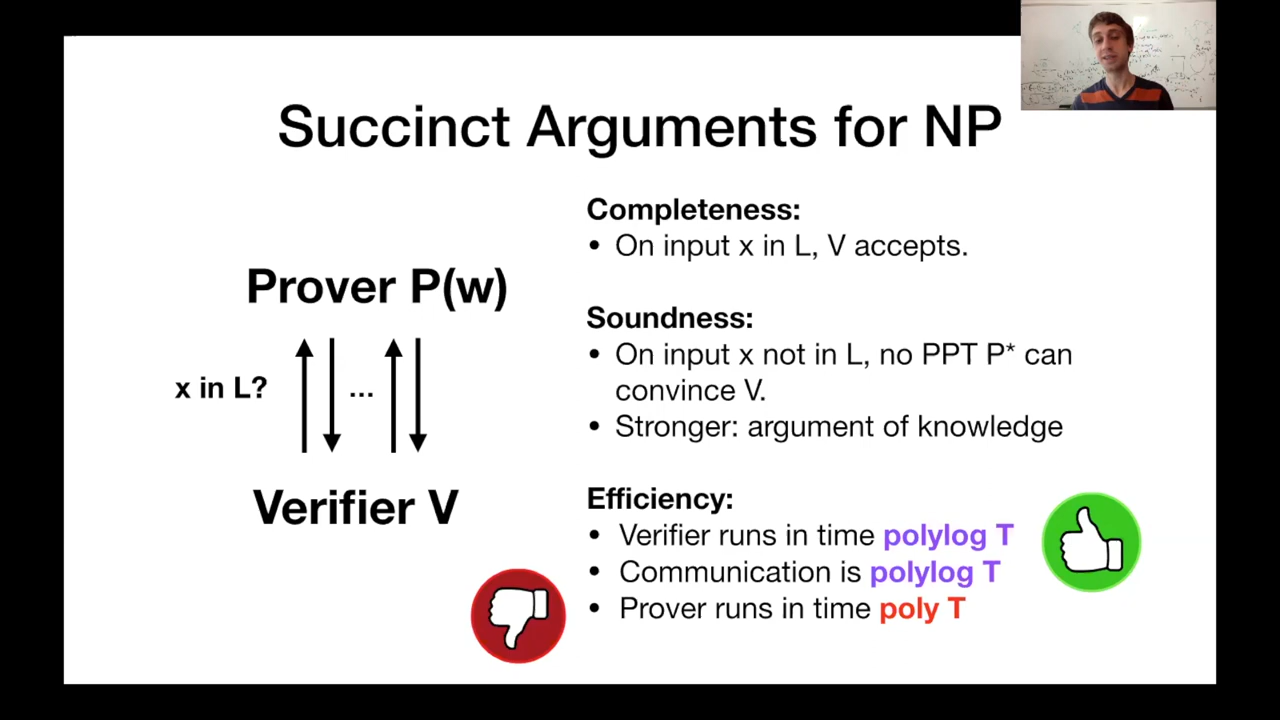 Succinct Arguments for NP
Prover P(w)
x in L?
...
Verifier V
Completeness:
• On input x in L, V accepts.
Soundness:
• On input x not in L, no PPT P* can
convince V.
• Stronger: argument of knowledge
Efficiency:
• Verifier runs in time polylog T
• Communication is polylog T
• Prover runs in time poly T